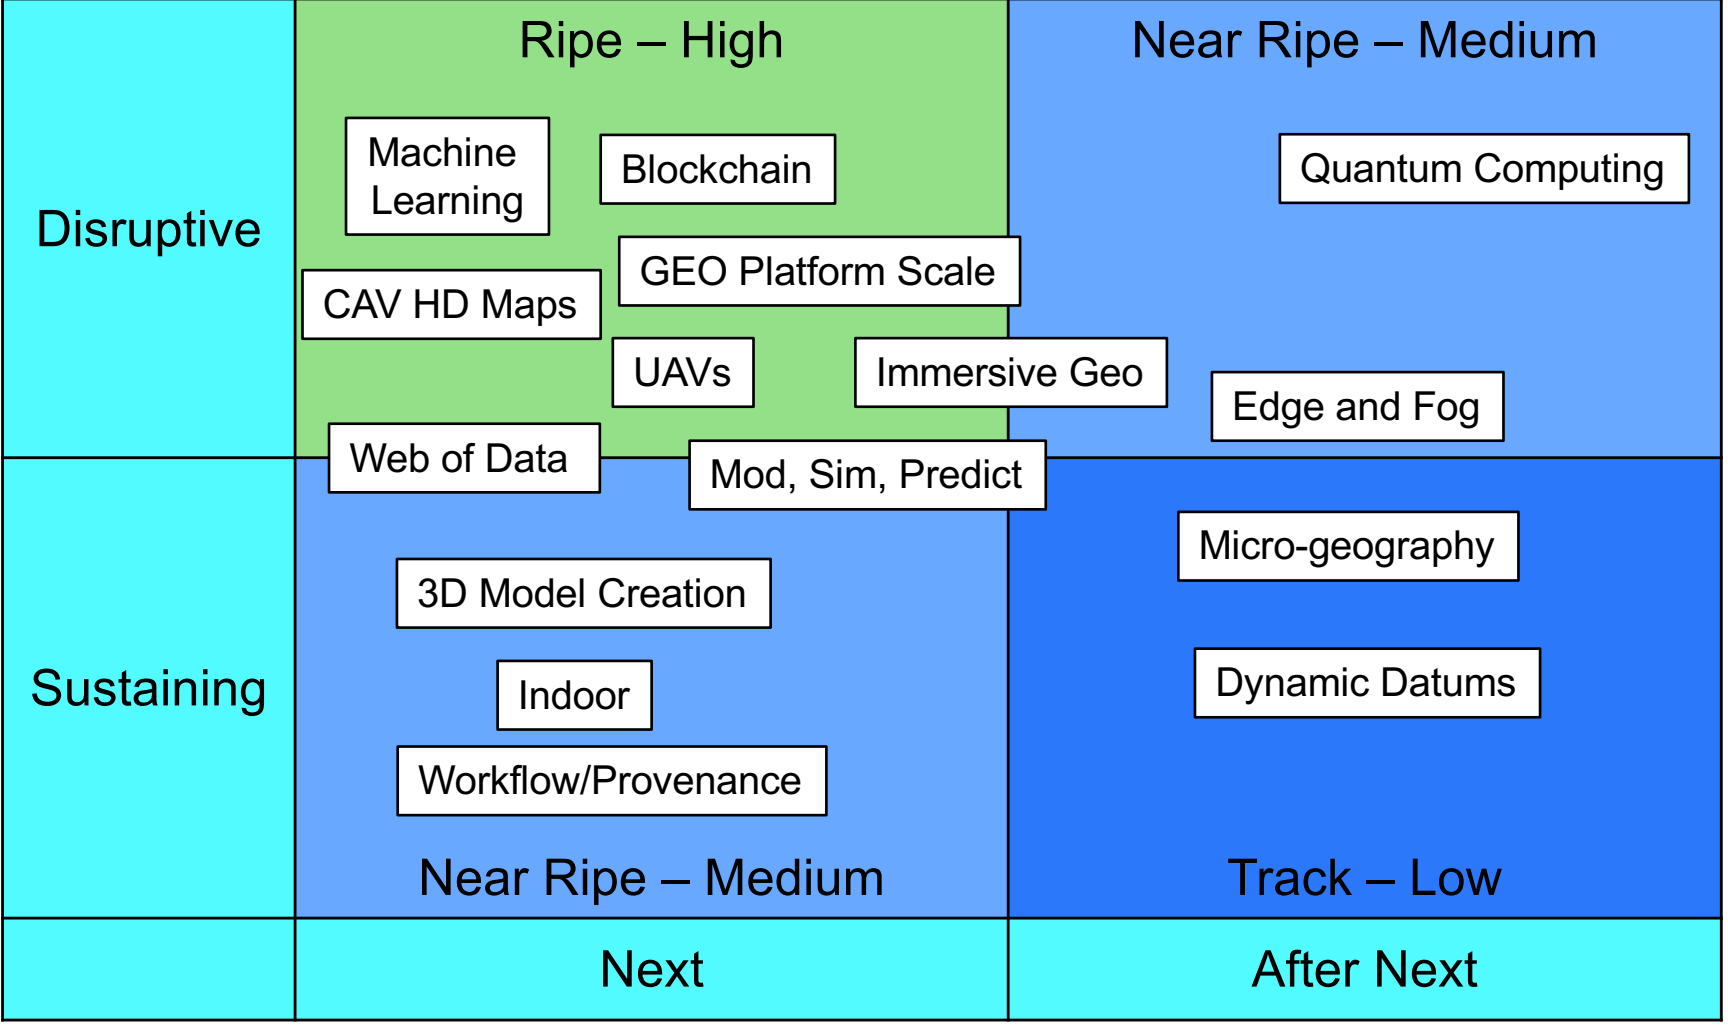 Ripe – High
Near Ripe – Medium
Machine
Learning
Blockchain
Quantum Computing
Disruptive
GEO Platform Scale
CAV HD Maps
UAVs
Immersive Geo
Edge and Fog
Web of Data
Mod, Sim, Predict
Micro-geography
3D Model Creation
Sustaining
Indoor
Dynamic Datums
Workflow/Provenance
Near Ripe – Medium
Track – Low
Next
After Next